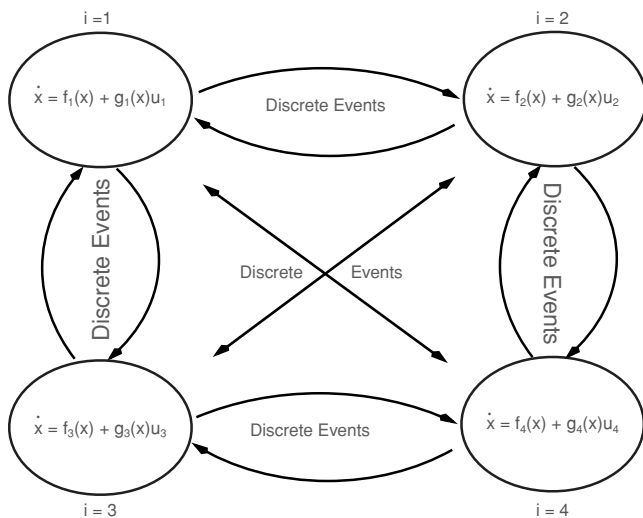 i =1
i = 2
ẋ = f₁(x) + g₁(x)u₁
Discrete Events
ẋ = f₂(x) + g₂(x)u₂
Discrete Events
Discrete Events
Discrete Events
ẋ = f₃(x) + g₃(x)u₃
Discrete Events
ẋ = f₄(x) + g₄(x)u₄
i = 3
i = 4